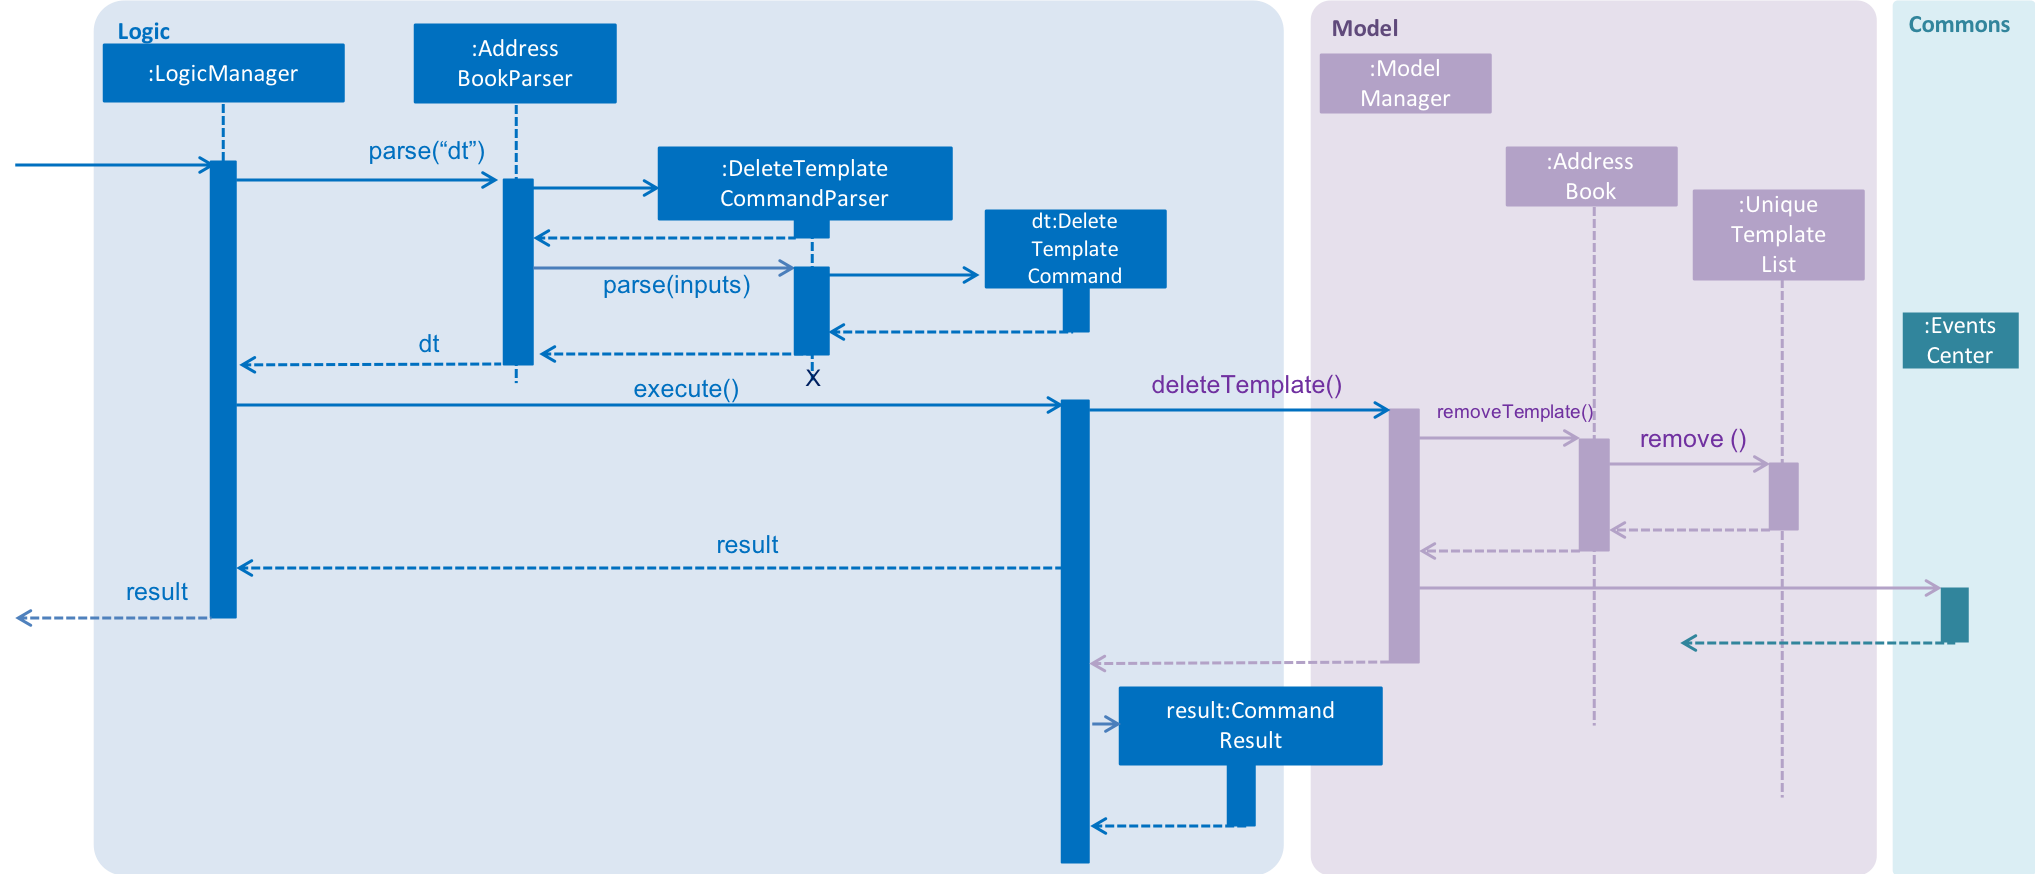 Logic
Model
Commons
:LogicManager
:Address
BookParser
:Model
Manager
parse(“dt”)
:DeleteTemplate
CommandParser
:Address
Book
dt:Delete
Template
Command
:Unique
Template
List
parse(inputs)
:Events
Center
dt
X
execute()
deleteTemplate()
removeTemplate()
remove ()
result
result
result:Command
Result